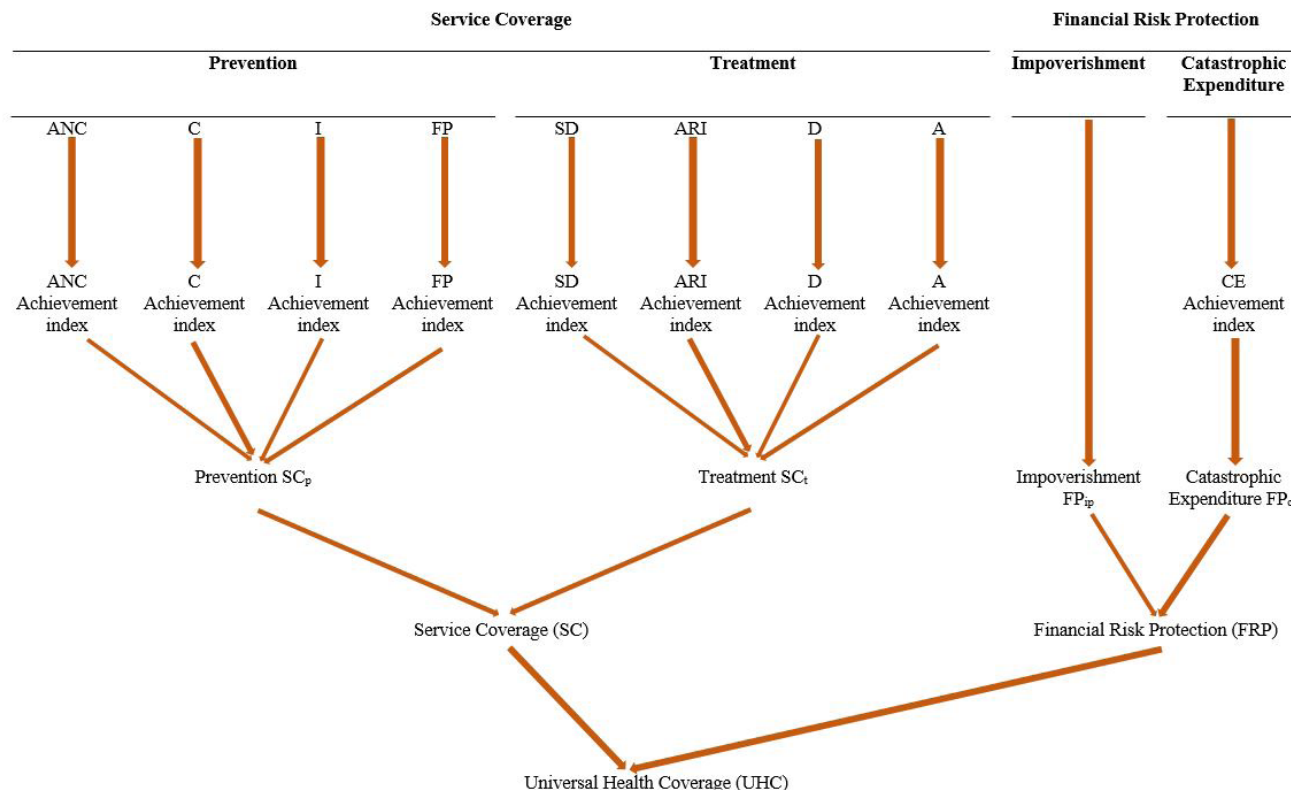 Service Coverage
Financial Risk Protection
Prevention
Treatment
Impoverishment
Catastrophic
Expenditure
ANC
C
I
FP
SD
ARI
D
A
ANC
Achievement
index
C
Achievement
index
I
Achievement
index
FP
Achievement
index
SD
Achievement
index
ARI
Achievement
index
D
Achievement
index
A
Achievement
index
CE
Achievement
index
Prevention SCp
Treatment SCt
Impoverishment
FPip
Catastrophic
Expenditure FPc
Service Coverage (SC)
Financial Risk Protection (FRP)
Universal Health Coverage (UHC)